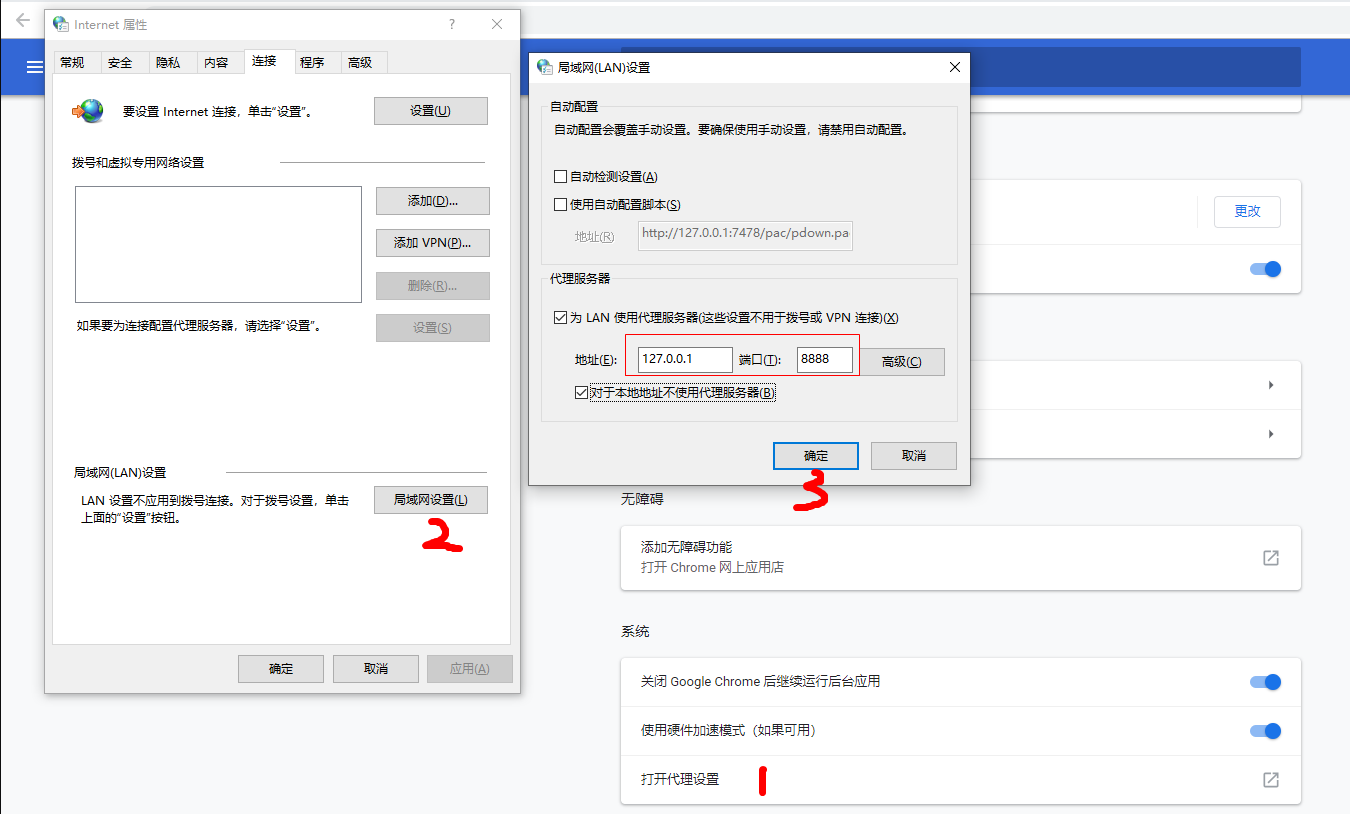 Internet 属性
?
常规 安全 隐私 内容 连接 程序 高级
要设置 Internet 连接，单击“设置”。
设置(U)
拨号和虚拟专用网络设置
添加(D)...
添加 VPN(P)...
删除(R)...
如果要为连接配置代理服务器，请选择“设置”。
设置(S)
局域网(LAN)设置
LAN 设置不应用到拨号连接。对于拨号设置，单击
上面的“设置”按钮。
局域网设置(L)
2
确定 取消 应用(A)
局域网(LAN)设置
自动配置
自动配置会覆盖手动设置。要确保使用手动设置，请禁用自动配置。
自动检测设置(A)
使用自动配置脚本(S)
地址(R) http://127.0.0.1:7478/pac/pdown.pa
代理服务器
为 LAN 使用代理服务器(这些设置不用于拨号或 VPN 连接)(X)
地址(E): 127.0.0.1 端口(T): 8888 高级(C)
对于本地地址不使用代理服务器(B)
确定 取消
3
更改
无障碍
添加无障碍功能
打开 Chrome 网上应用店
系统
关闭 Google Chrome 后继续运行后台应用
使用硬件加速模式（如果可用）
打开代理设置 1